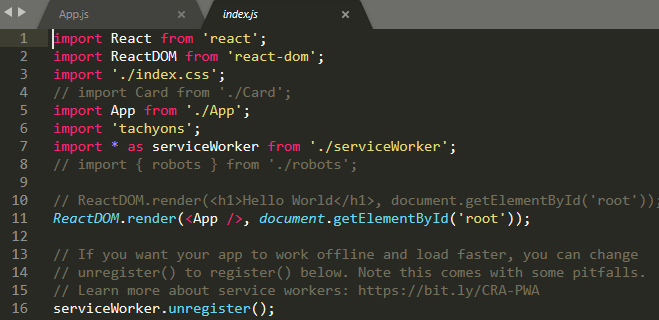 App.js × index.js ×
1 import React from 'react';
2 import ReactDOM from 'react-dom';
3 import './index.css';
4 // import Card from './Card';
5 import App from './App';
6 import 'tachyons';
7 import * as serviceWorker from './serviceWorker';
8 // import { robots } from './robots';
9
10 // ReactDOM.render(<h1>Hello World</h1>, document.getElementById('root'));
11 ReactDOM.render(<App />, document.getElementById('root'));
12
13 // If you want your app to work offline and load faster, you can change
14 // unregister() to register() below. Note this comes with some pitfalls.
15 // Learn more about service workers: https://bit.ly/CRA-PWA
16 serviceWorker.unregister();